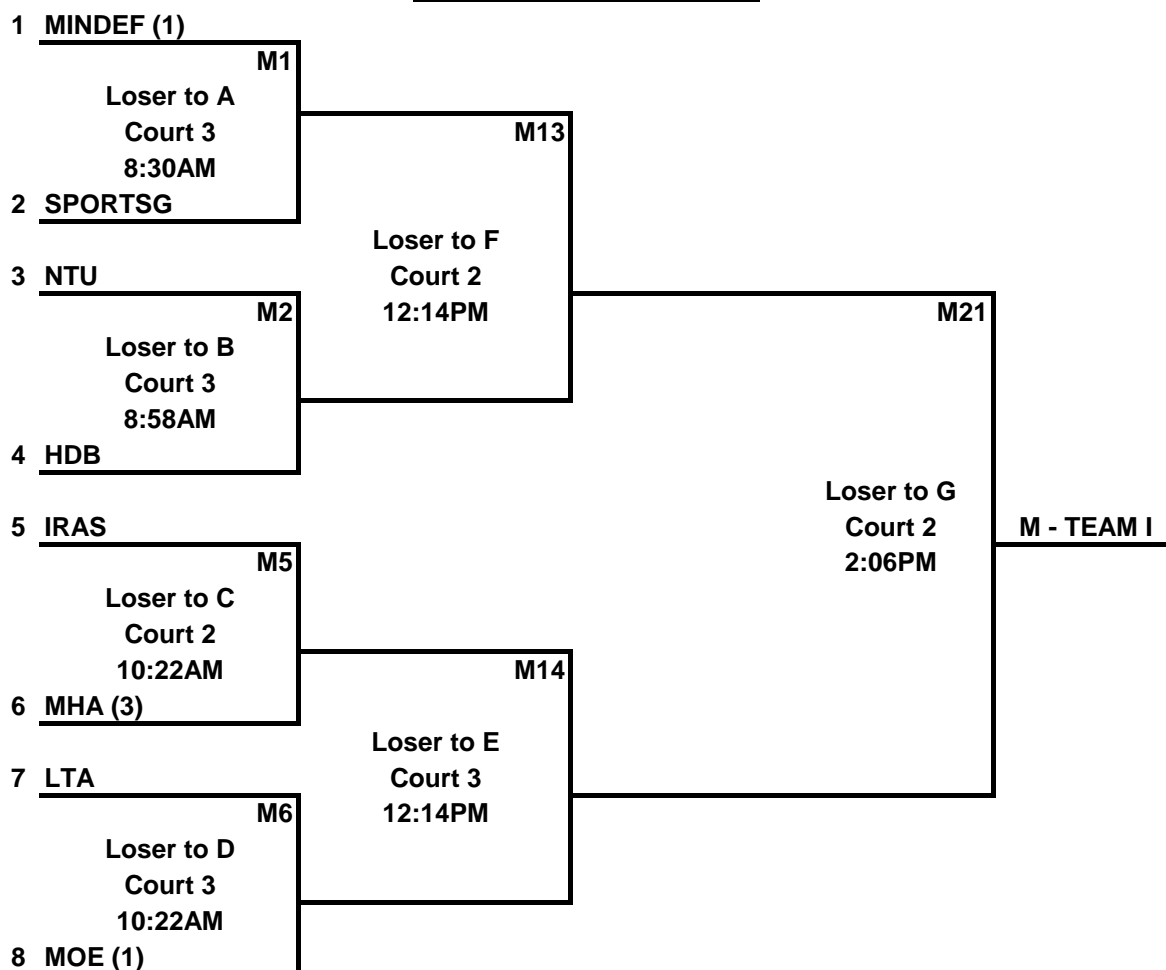 1 MINDEF (1)
M1
Loser to A
Court 3
8:30AM
2 SPORTSG
M13
Loser to F
Court 2
12:14PM
3 NTU
M2
Loser to B
Court 3
8:58AM
4 HDB
M21
Loser to G
Court 2
2:06PM
M - TEAM I
5 IRAS
M5
Loser to C
Court 2
10:22AM
6 MHA (3)
M14
Loser to E
Court 3
12:14PM
7 LTA
M6
Loser to D
Court 3
10:22AM
8 MOE (1)